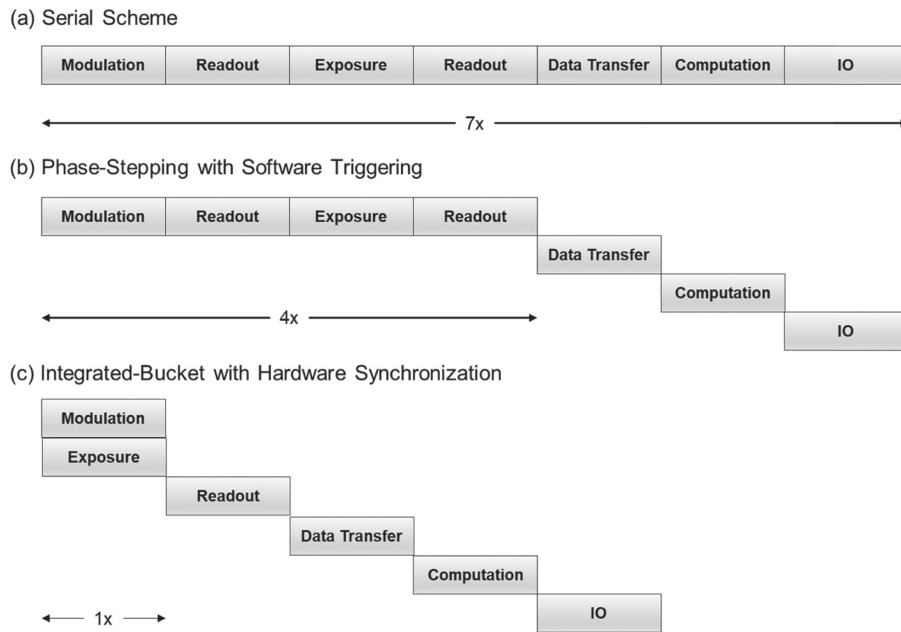 (a) Serial Scheme
Modulation Readout Exposure Readout Data Transfer Computation IO
7x
(b) Phase-Stepping with Software Triggering
Modulation Readout Exposure Readout
Data Transfer
Computation
4x
IO
(c) Integrated-Bucket with Hardware Synchronization
Modulation
Exposure
Readout
Data Transfer
Computation
1x
IO